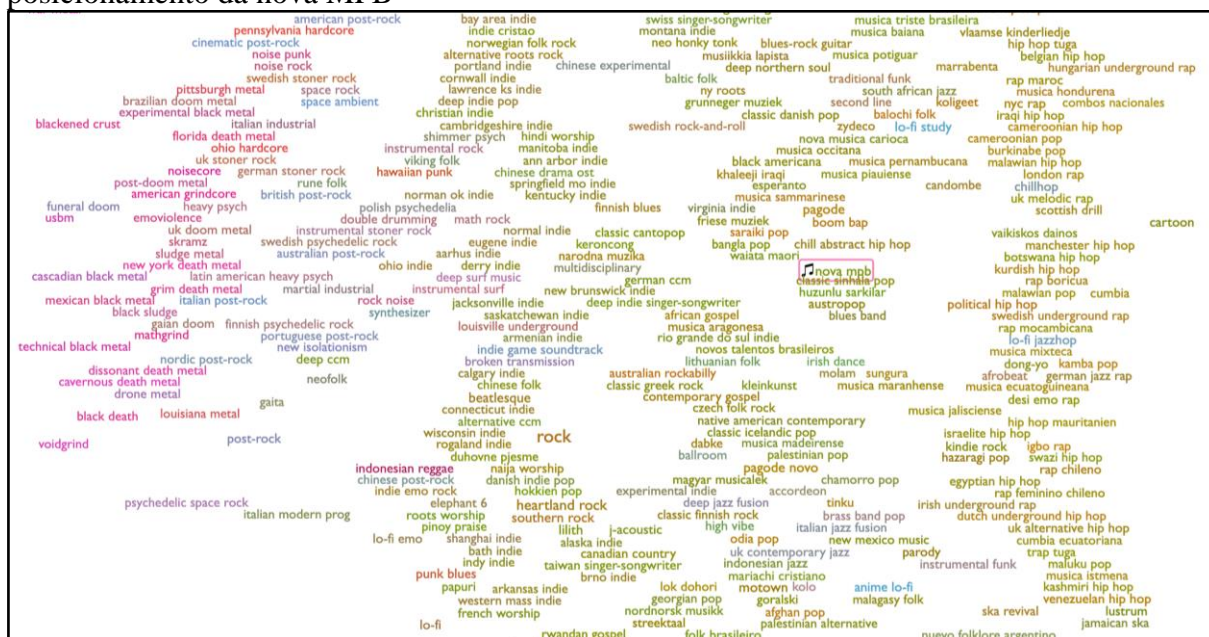 posicionamento da nova MPB
american post-rock bay area indie swiss singer-songwriter musica triste brasileira
pennsylvania hardcore indie cristao montana indie musica baiana vlaamse kinderliedje
cinematic post-rock norwegian folk rock neo honky tonk blues-rock guitar hip hop tuga
noise punk alternative roots rock musiikkia lapista musica potiguar belgian hip hop
noise rock portland indie chinese experimental deep northern soul marrabenta hungarian underground rap
swedish stoner rock cornwall indie baltic folk traditional funk rap maroc
pittsburgh metal space rock lawrence ks indie ny roots south african jazz musica hondurena
brazilian doom metal space ambient deep indie pop grunneger muziek second line koligeet nyc rap combos nacionales
experimental black metal christian indie classic danish pop balochi folk iraqi hip hop
blackened crust italian industrial cambridgeshire indie swedish rock-and-roll zydeco lo-fi study cameroonian hip hop
florida death metal shimmer psych hindi worship nova musica carioca cameroonian pop
ohio hardcore instrumental rock manitoba indie musica occitana burkinabe pop
uk stoner rock viking folk ann arbor indie black americana musica pernambucana malawian hip hop
noisecore german stoner rock hawaiian punk chinese drama ost khaleeji iraqi musica piauiense london rap
post-doom metal rune folk springfield mo indie esperanto candombe chillhop
american grindcore british post-rock norman ok indie kentucky indie musica sammarinese uk melodic rap
funeral doom heavy psych polish psychedelia finnish blues virginia indie pagode scottish drill
usbm emoviolence double drumming math rock friese muziek boom bap cartoon
uk doom metal instrumental stoner rock normal indie classic cantopop saraiki pop vaikiskos dainos
skramz swedish psychedelic rock eugene indie keroncong bangla pop chill abstract hip hop manchester hip hop
sludge metal australian post-rock aarhus indie narodna muzika waiata maori botswana hip hop
new york death metal ohio indie derry indie multidisciplinary nova mpb kurdish hip hop
cascadian black metal latin american heavy psych deep surf music german ccm classic sinhala pop rap boricua
grim death metal martial industrial instrumental surf new brunswick indie huzunlu sarkilar malawian pop cumbia
mexican black metal italian post-rock rock noise jacksonville indie deep indie singer-songwriter austropop political hip hop
black sludge synthesizer saskatchewan indie african gospel blues band swedish underground rap
gaian doom finnish psychedelic rock louisville underground musica aragonesa rap mocambicana
mathgrind portuguese post-rock armenian indie rio grande do sul indie lo-fi jazzhop
technical black metal new isolationism indie game soundtrack novos talentos brasileiros musica mixteca
nordic post-rock deep ccm broken transmission lithuanian folk irish dance dong-yo kamba pop
dissonant death metal calgary indie australian rockabilly molam sungura afrobeat german jazz rap
cavernous death metal neofolk chinese folk classic greek rock kleinkunst musica maranhense musica ecuatoguineana
drone metal beatlesque contemporary gospel desi emo rap
gaita connecticut indie czech folk rock musica jalisciense
black death louisiana metal alternative ccm native american contemporary hip hop mauritanien
wisconsin indie classic icelandic pop israelite hip hop
voidgrind post-rock rogaland indie rock dabke musica madeirense kindie rock igbo rap
duhovne pjesme ballroom palestinian pop hazaragi pop swazi hip hop
indonesian reggae naija worship pagode novo rap chileno
chinese post-rock danish indie pop magyar musicalek chamorro pop egyptian hip hop
indie emo rock hokkien pop experimental indie accordeon rap feminino chileno
psychedelic space rock elephant 6 heartland rock deep jazz fusion tinku irish underground rap
italian modern prog roots worship southern rock classic finnish rock brass band pop dutch underground hip hop
pinoy praise lilith j-acoustic high vibe italian jazz fusion uk alternative hip hop
lo-fi emo shanghai indie alaska indie odia pop new mexico music cumbia ecuatoriana
bath indie canadian country uk contemporary jazz parody trap tuga
indy indie taiwan singer-songwriter indonesian jazz instrumental funk maluku pop
punk blues brno indie mariachi cristiano musica istmena
papuri arkansas indie lok dohori motown kolo anime lo-fi kashmiri hip hop
western mass indie georgian pop goralski malagasy folk venezuelan hip hop
french worship nordnorsk musikk afghan pop ska revival lustrum
lo-fi streektaal palestinian alternative jamaican ska
rwandan gospel folk brasileiro nuevo folklore argentino